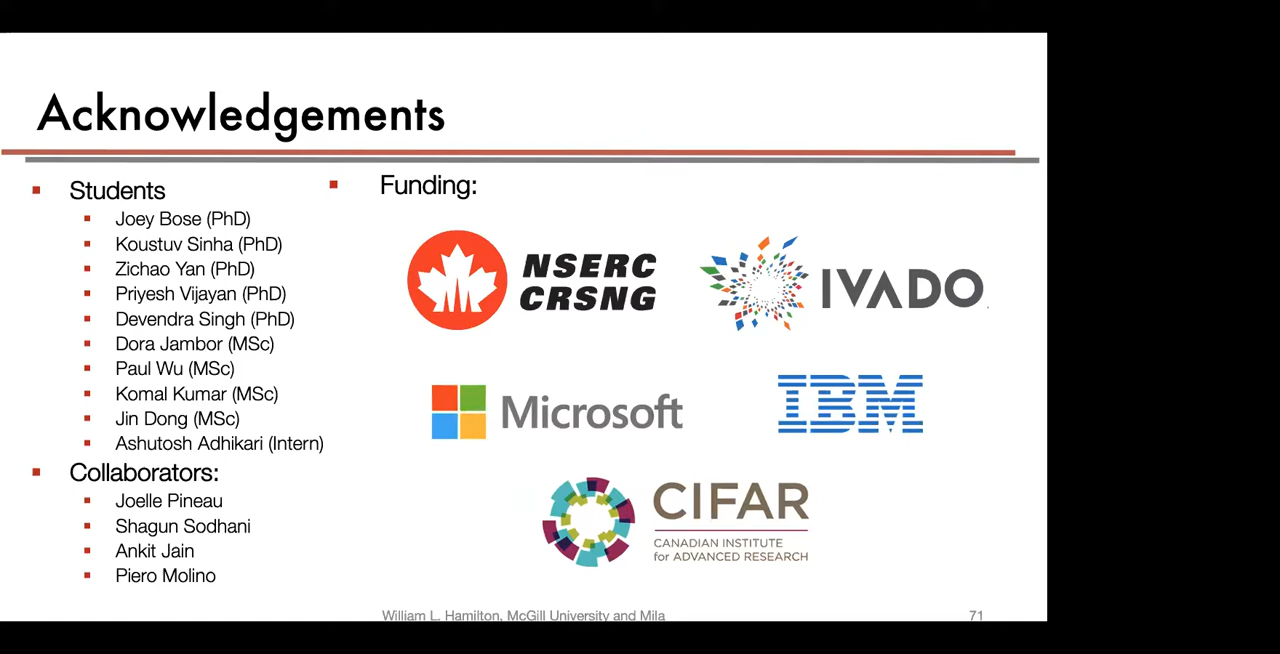 Acknowledgements
Students
Joey Bose (PhD)
Koustuv Sinha (PhD)
Zichao Yan (PhD)
Priyesh Vijayan (PhD)
Devendra Singh (PhD)
Dora Jambor (MSc)
Paul Wu (MSc)
Komal Kumar (MSc)
Jin Dong (MSc)
Ashutosh Adhikari (Intern)
Collaborators:
Joelle Pineau
Shagun Sodhani
Ankit Jain
Piero Molino
Funding:
NSERC
CRSNG
IVADO
Microsoft
IBM
CIFAR
CANADIAN INSTITUTE
for ADVANCED RESEARCH
William L. Hamilton, McGill University and Mila
71